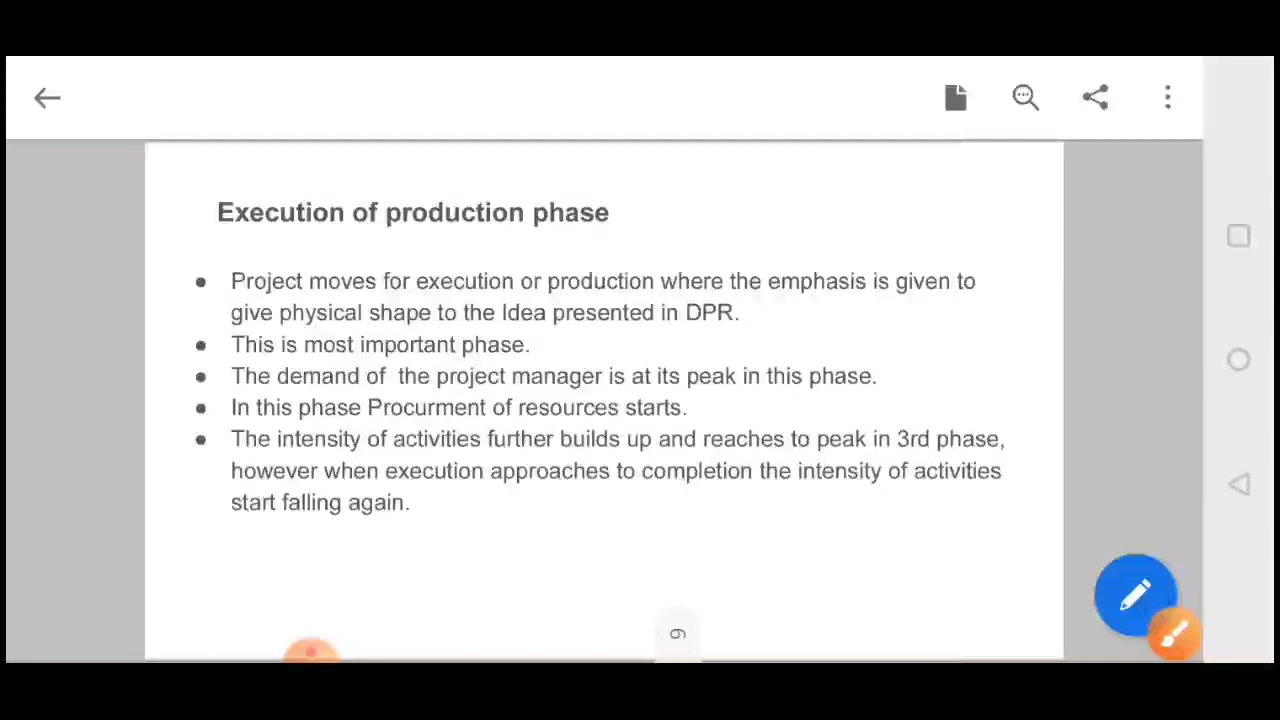 Execution of production phase
● Project moves for execution or production where the emphasis is given to
give physical shape to the Idea presented in DPR.
● This is most important phase.
● The demand of  the project manager is at its peak in this phase.
● In this phase Procurment of resources starts.
● The intensity of activities further builds up and reaches to peak in 3rd phase,
however when execution approaches to completion the intensity of activities
start falling again.
6